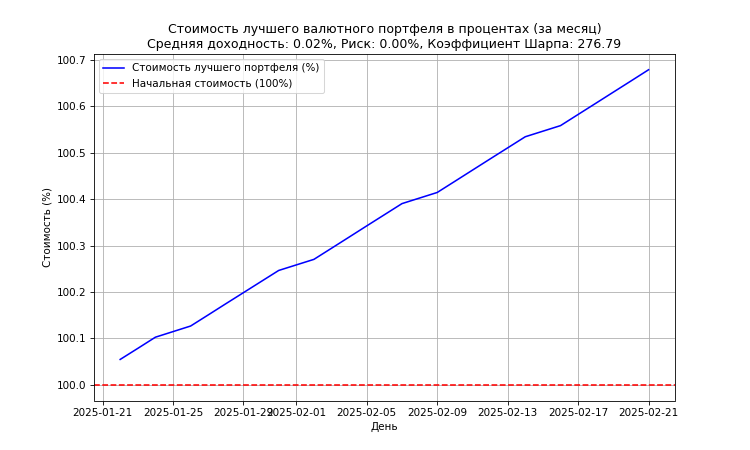 Стоимость лучшего валютного портфеля в процентах (за месяц)
Средняя доходность: 0.02%, Риск: 0.00%, Коэффициент Шарпа: 276.79
Стоимость лучшего портфеля (%)
Начальная стоимость (100%)
Стоимость (%)
100.7
100.6
100.5
100.4
100.3
100.2
100.1
100.0
2025-01-21 2025-01-25 2025-01-29 2025-02-01 2025-02-05 2025-02-09 2025-02-13 2025-02-17 2025-02-21
День